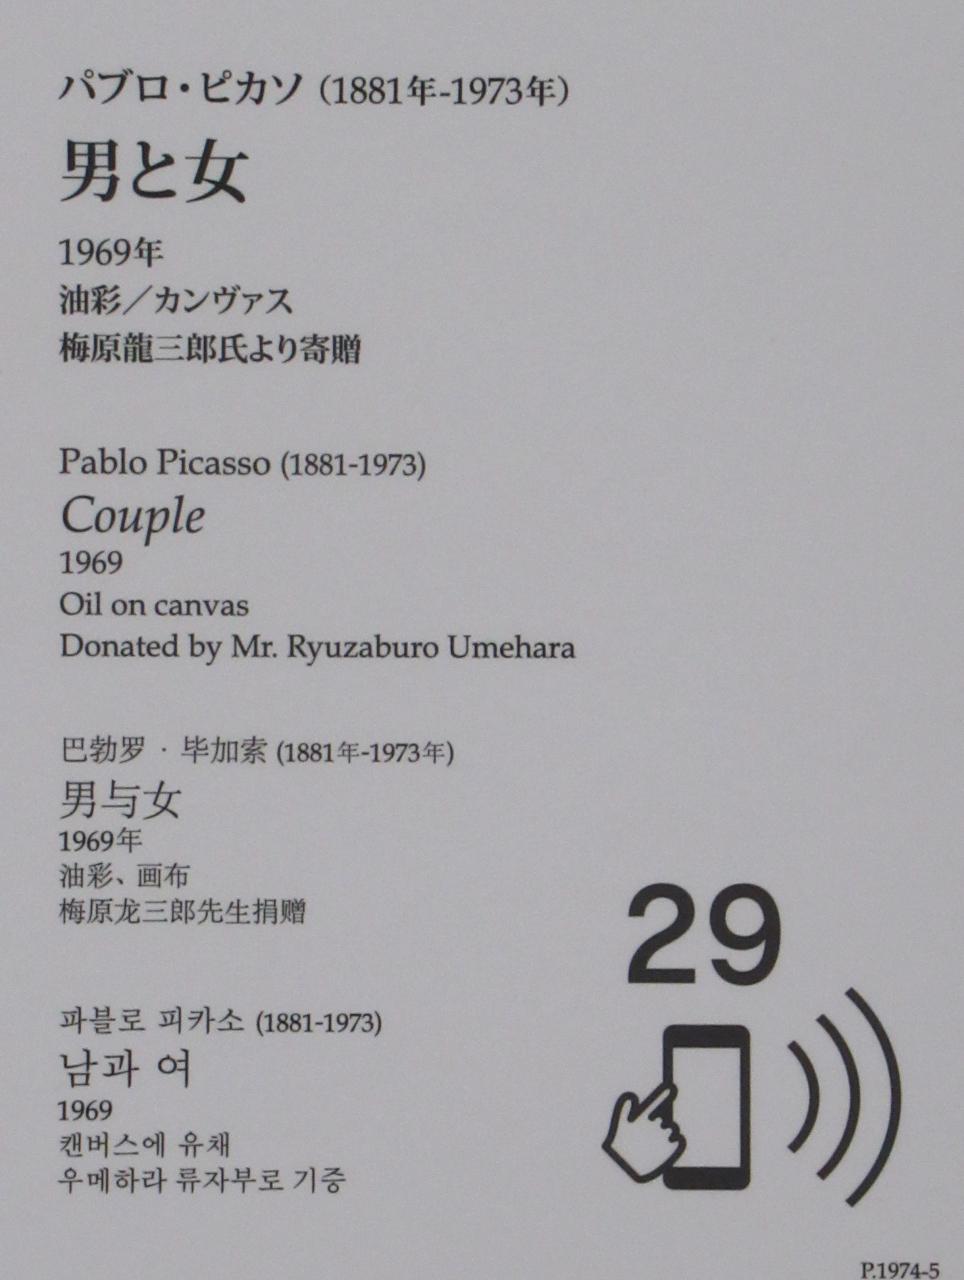 パブロ・ピカソ（1881年-1973年）
男と女
1969年
油彩／カンヴァス
梅原龍三郎氏より寄贈
Pablo Picasso (1881-1973)
Couple
1969
Oil on canvas
Donated by Mr. Ryuzaburo Umehara
巴勃罗 · 毕加索 (1881年-1973年)
男与女
1969年
油彩、画布
梅原龙三郎先生捐赠
파블로 피카소 (1881-1973)
남과 여
1969
캔버스에 유채
우메하라 류자부로 기증
29
P.1974-5